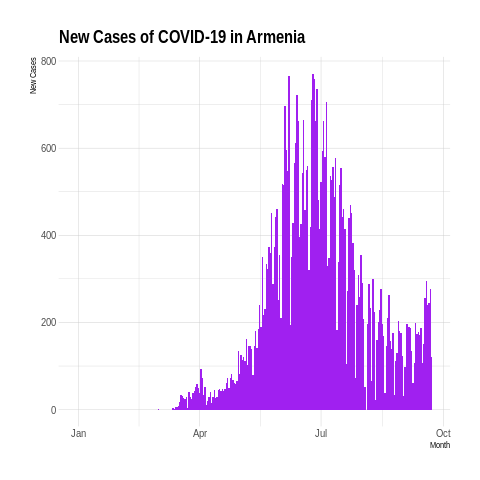 New Cases of COVID-19 in Armenia
New Cases
800
600
400
200
0
Jan Apr Jul Oct
Month